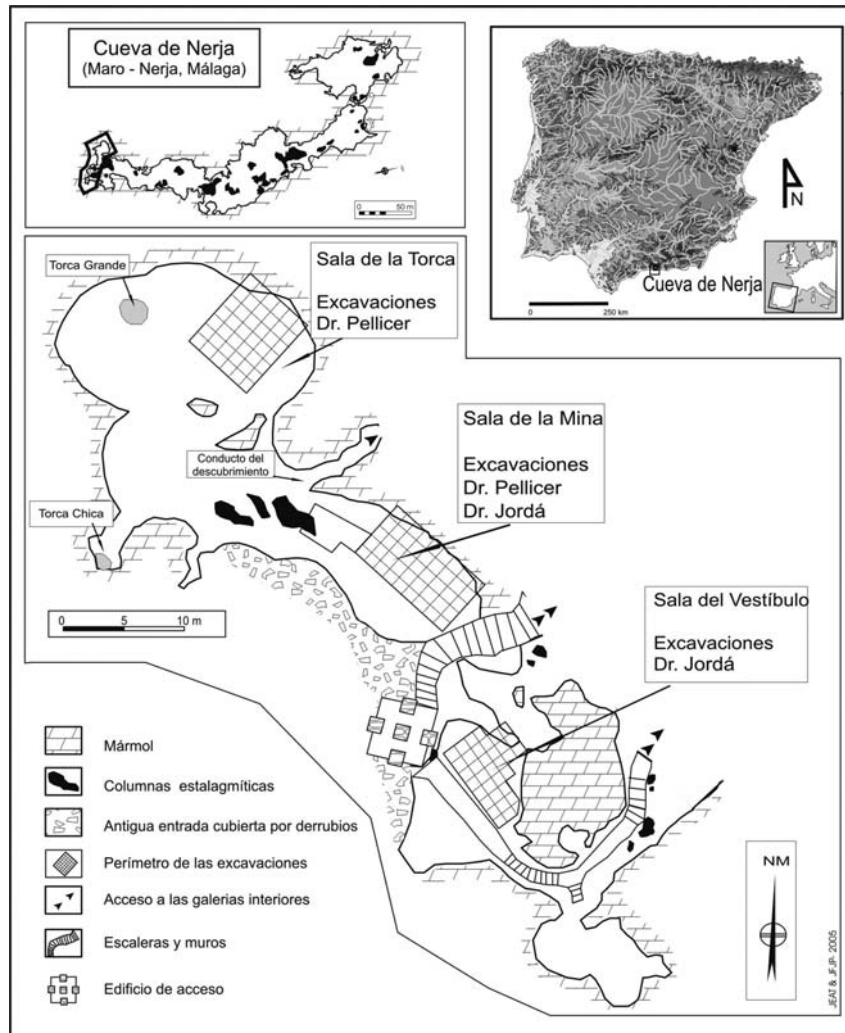 Cueva de Nerja
(Maro - Nerja, Málaga)
0 50 m
N
Cueva de Nerja
0 250 km
Torca Grande
Sala de la Torca
Excavaciones
Dr. Pellicer
Sala de la Mina
Excavaciones
Dr. Pellicer
Dr. Jordá
Conducto del
descubrimiento
Torca Chica
0 5 10 m
Sala del Vestíbulo
Excavaciones
Dr. Jordá
Mármol
Columnas estalagmíticas
Antigua entrada cubierta por derrubios
Perímetro de las excavaciones
Acceso a las galerias interiores
Escaleras y muros
Edificio de acceso
NM
JEAT & JFJP- 2005